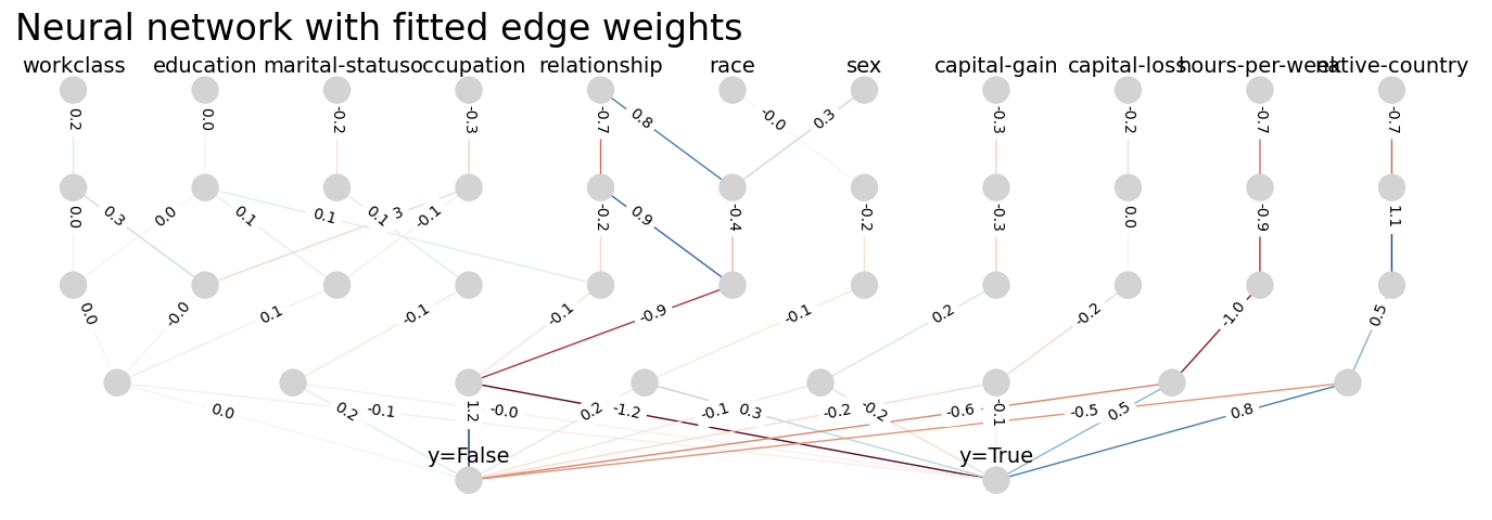 Neural network with fitted edge weights
workclass education marital-status occupation relationship race sex capital-gain capital-loss hours-per-week native-country
0.2 0.0 -0.2 -0.3 -0.7 0.8 -0.0 0.3 -0.3 -0.2 -0.7 -0.7
0.0 0.3 0.0 0.1 0.1 0.1 3 -0.1 -0.2 0.9 -0.4 -0.2 -0.3 0.0 -0.9 1.1
0.0 -0.0 0.1 -0.1 -0.1 -0.9 -0.1 0.2 -0.2 -1.0 0.5
0.0 0.2 -0.1 1.2 -0.0 0.2 -1.2 -0.1 0.3 -0.2 -0.2 -0.6 -0.1 -0.5 0.5 0.8
y=False y=True